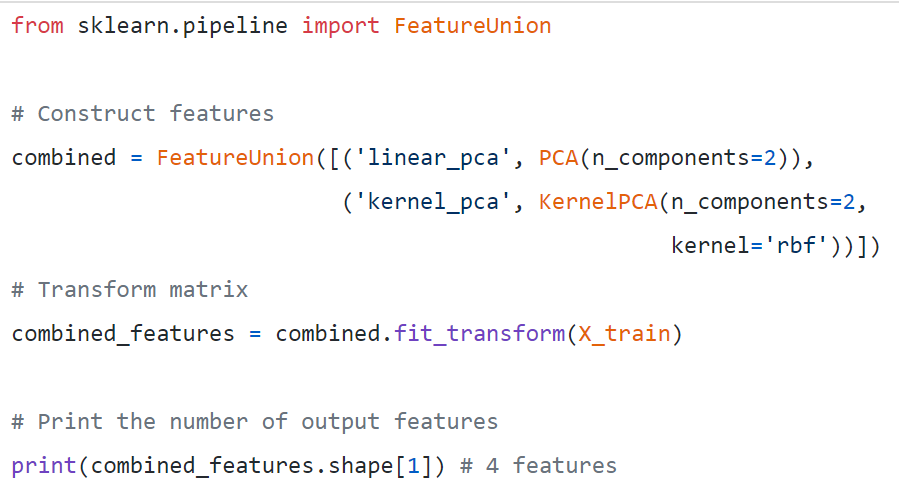 from sklearn.pipeline import FeatureUnion
# Construct features
combined = FeatureUnion([('linear_pca', PCA(n_components=2)),
('kernel_pca', KernelPCA(n_components=2,
kernel='rbf'))])
# Transform matrix
combined_features = combined.fit_transform(X_train)
# Print the number of output features
print(combined_features.shape[1]) # 4 features